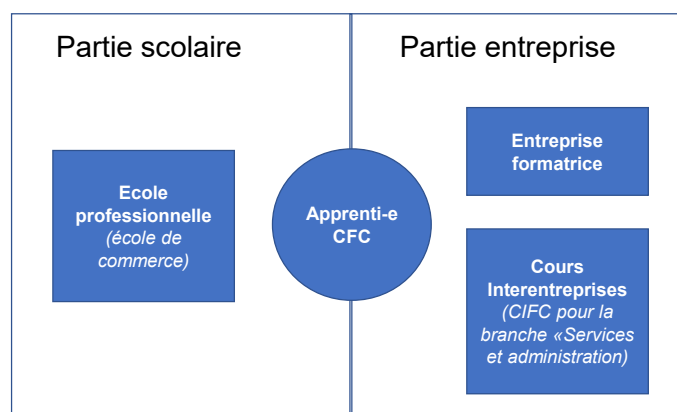 Partie scolaire
Partie entreprise
Ecole
professionnelle
(école de
commerce)
Apprenti-e
CFC
Entreprise
formatrice
Cours
Interentreprises
(CIFC pour la
branche «Services
et administration)